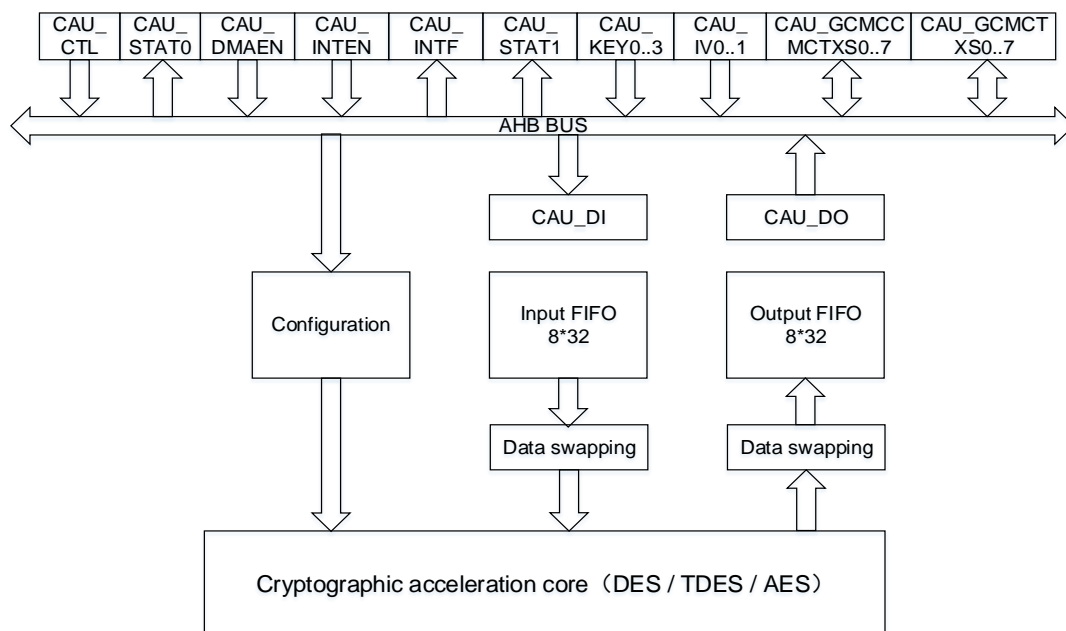 CAU_
CTL
CAU_
STAT0
CAU_
DMAEN
CAU_
INTEN
CAU_
INTF
CAU_
STAT1
CAU_
KEY0..3
CAU_
IV0..1
CAU_GCMCC
MCTXS0..7
CAU_GCMCT
XS0..7
AHB BUS
CAU_DI
CAU_DO
Configuration
Input FIFO
8*32
Output FIFO
8*32
Data swapping
Data swapping
Cryptographic acceleration core（DES / TDES / AES）